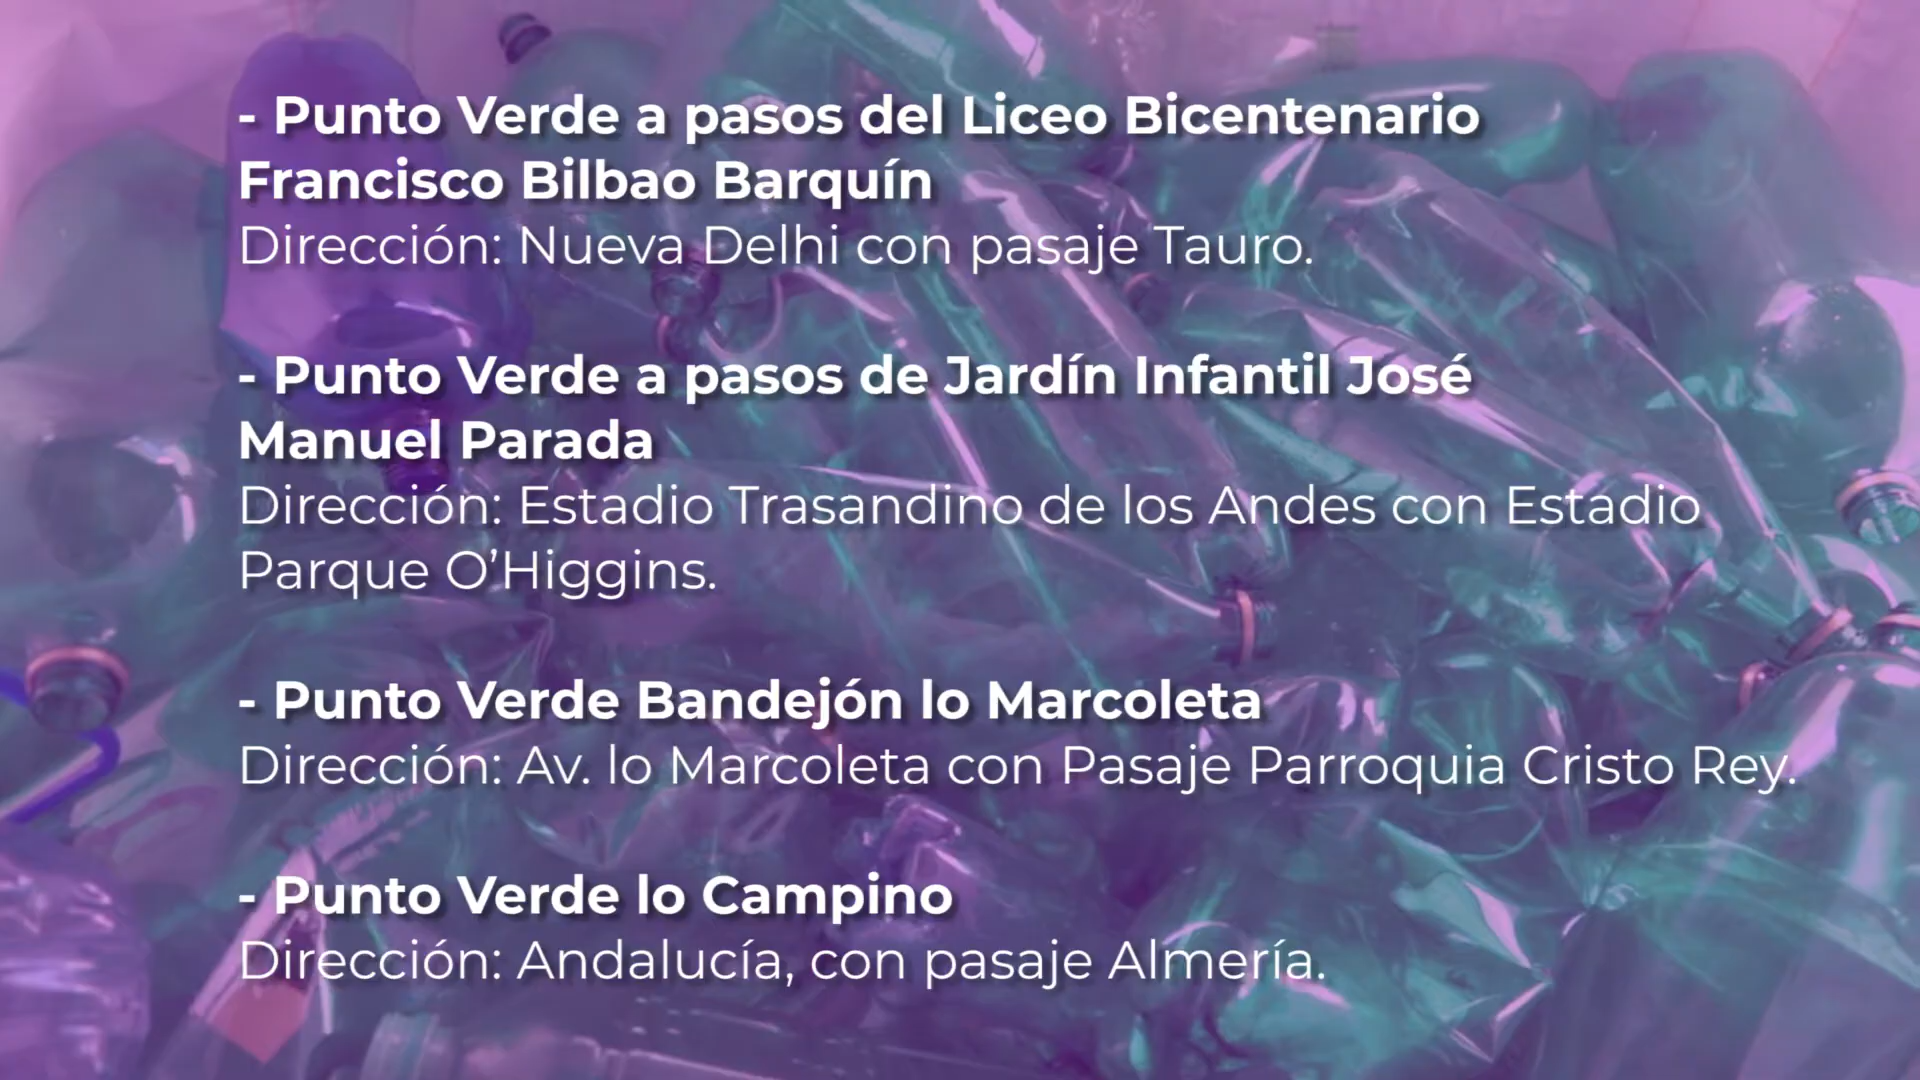 - Punto Verde a pasos del Liceo Bicentenario
Francisco Bilbao Barquín
Dirección: Nueva Delhi con pasaje Tauro.
- Punto Verde a pasos de Jardín Infantil José
Manuel Parada
Dirección: Estadio Trasandino de los Andes con Estadio
Parque O’Higgins.
- Punto Verde Bandejón lo Marcoleta
Dirección: Av. lo Marcoleta con Pasaje Parroquia Cristo Rey.
- Punto Verde lo Campino
Dirección: Andalucía, con pasaje Almería.